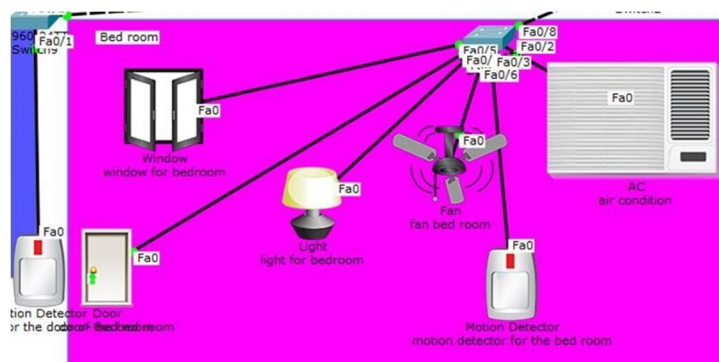 Switch9
Fa0/1
Bed room
Fa0/8
Fa0/2
Fa0/5
Fa0/3
Fa0/6
Fa0
Fa0
Window
window for bedroom
Fa0
Fa0
AC
air condition
Fan
fan bed room
Fa0
Light
light for bedroom
Fa0
Fa0
Fa0
Door
Motion Detector
motion detector for the bed room